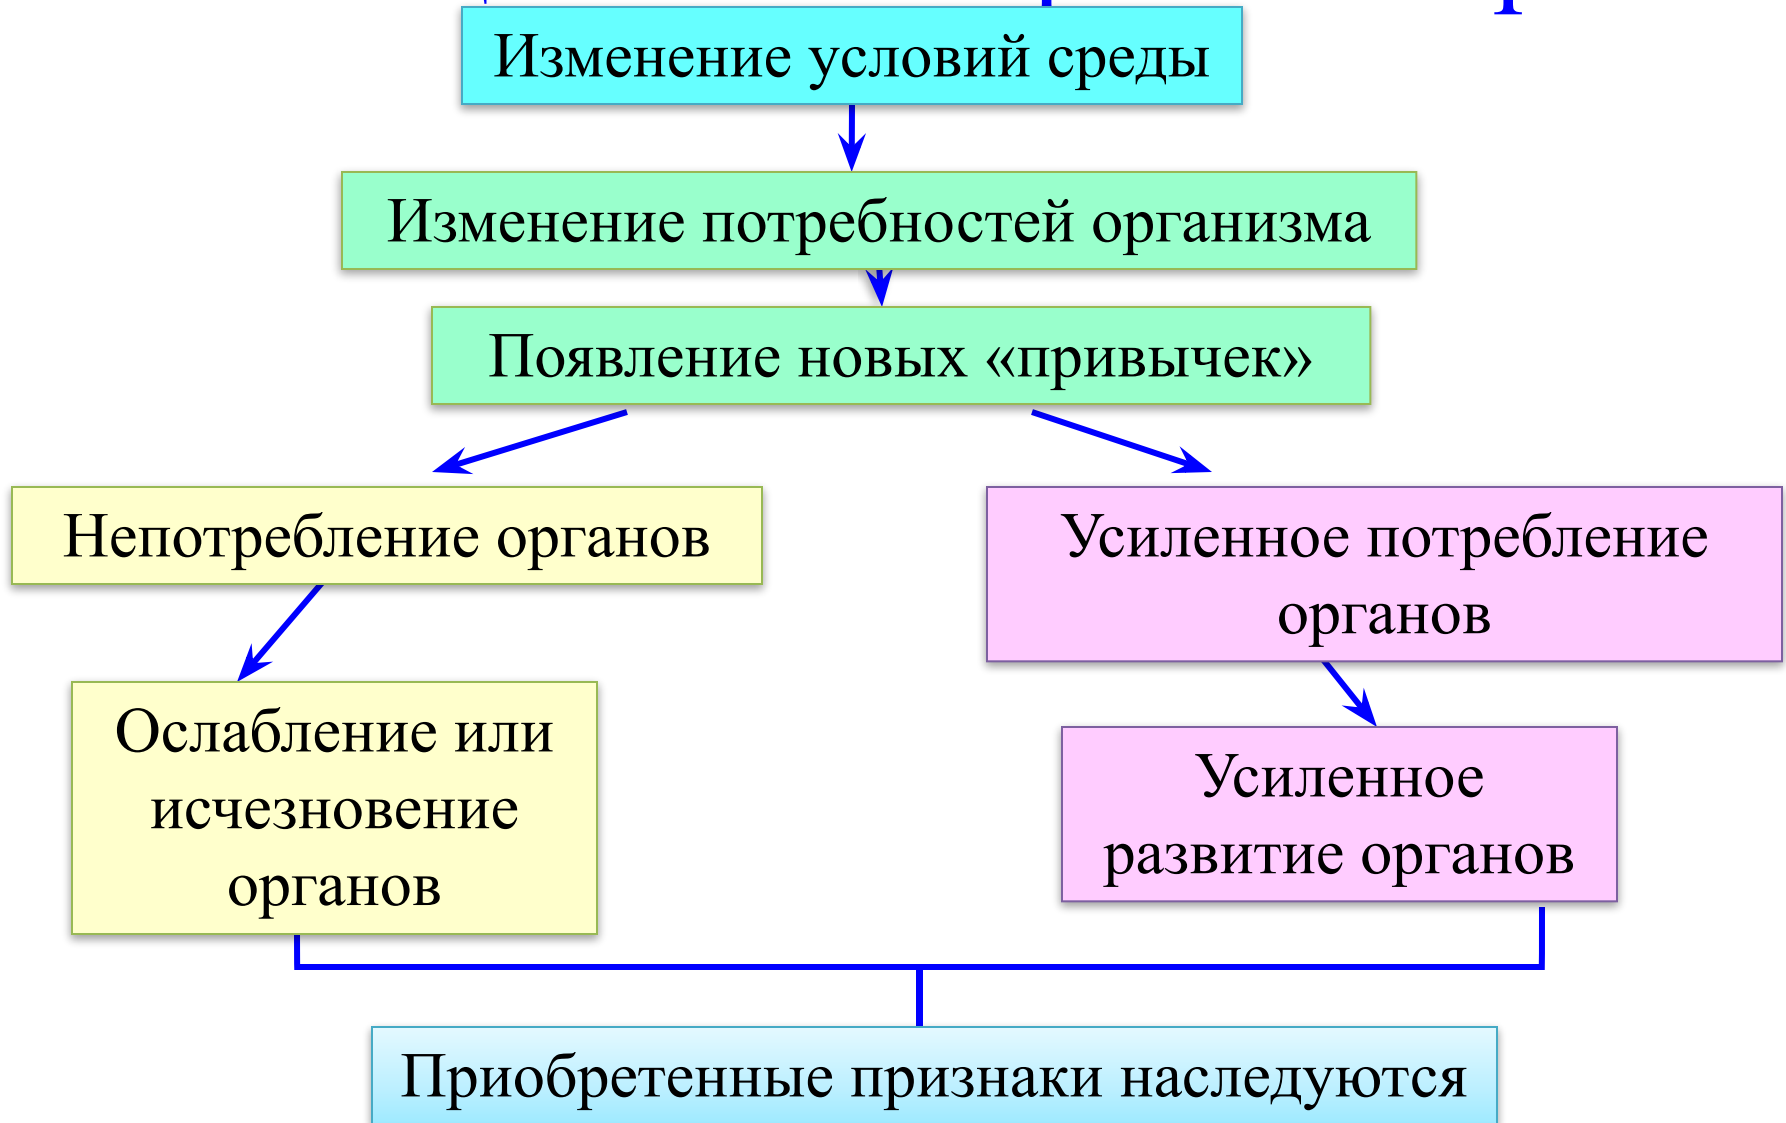 Изменение условий среды
Изменение потребностей организма
Появление новых «привычек»
Непотребление органов
Усиленное потребление
органов
Ослабление или
исчезновение
органов
Усиленное
развитие органов
Приобретенные признаки наследуются